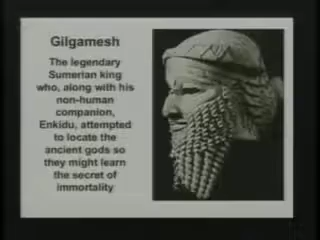 Gilgamesh
The legendary
Sumerian king
who, along with his
non-human
companion,
Enkidu, attempted
to locate the
ancient gods so
they might learn
the secret of
immortality